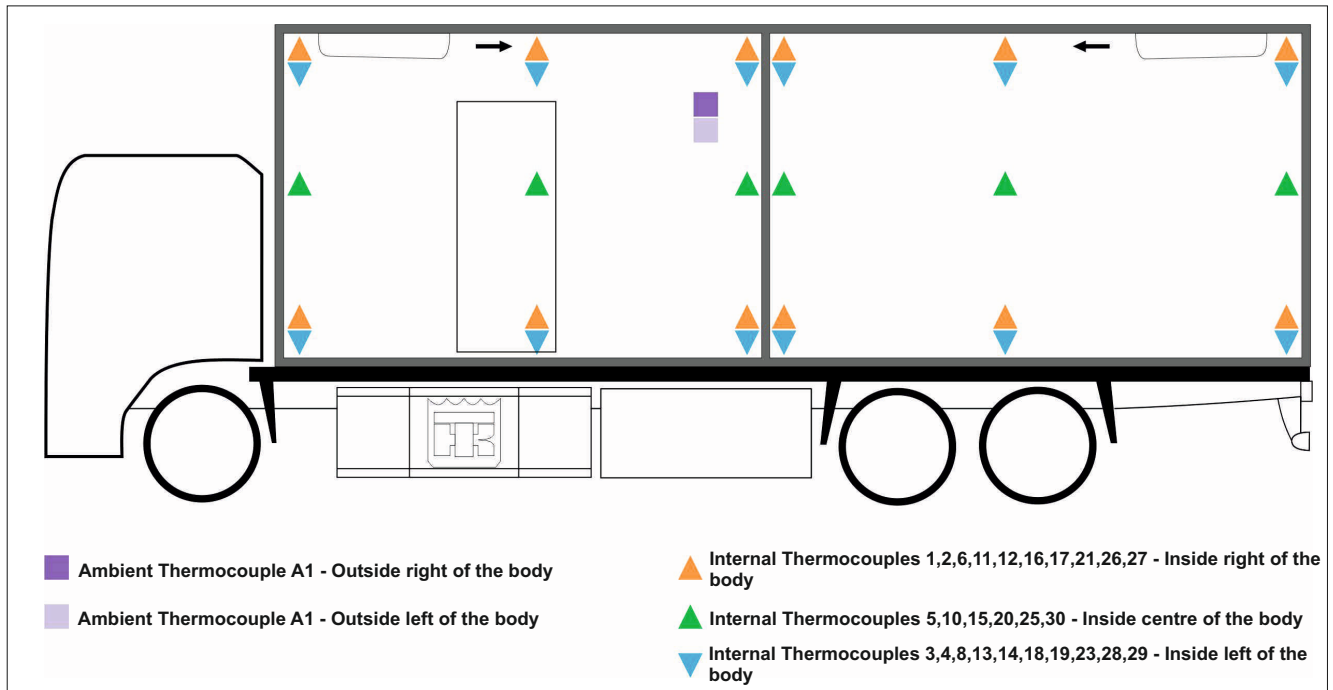 Ambient Thermocouple A1 - Outside right of the body
Ambient Thermocouple A1 - Outside left of the body
Internal Thermocouples 1,2,6,11,12,16,17,21,26,27 - Inside right of the
body
Internal Thermocouples 5,10,15,20,25,30 - Inside centre of the body
Internal Thermocouples 3,4,8,13,14,18,19,23,28,29 - Inside left of the
body